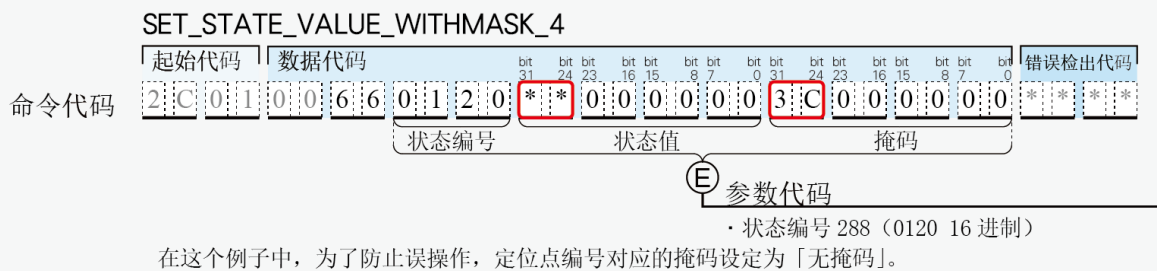 SET_STATE_VALUE_WITHMASK_4
起始代码 数据代码 错误检出代码
bit 31 bit 24 bit 23 bit 16 bit 15 bit 8 bit 7 bit 0 bit 31 bit 24 bit 23 bit 16 bit 15 bit 8 bit 7 bit 0
命令代码 2 C 0 1 0 0 6 6 0 1 2 0 * * 0 0 0 0 0 0 3 C 0 0 0 0 0 0 * * * *
状态编号 状态值 掩码
E 参数代码
・状态编号 288（0120 16 进制）
在这个例子中，为了防止误操作，定位点编号对应的掩码设定为「无掩码」。